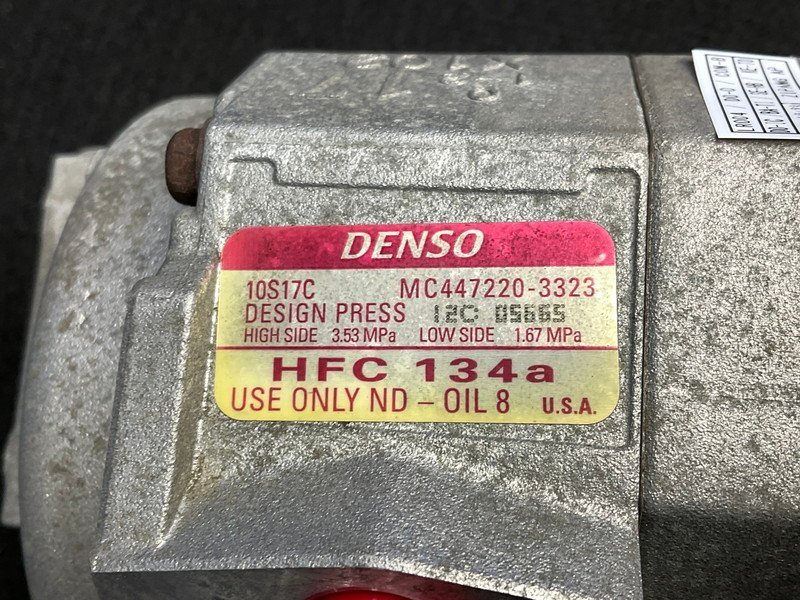 DENSO
10S17C MC447220-3323
DESIGN PRESS 12C 05665
HIGH SIDE 3.53 MPa LOW SIDE 1.67 MPa
HFC 134a
USE ONLY ND - OIL 8 U.S.A.